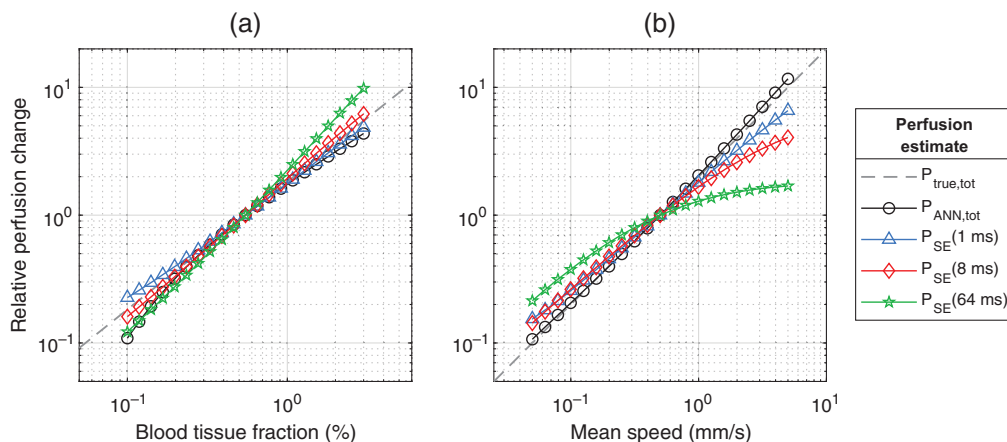 (a)
(b)
Relative perfusion change
10^1
10^0
10^-1
10^-1
10^0
Blood tissue fraction (%)
10^1
10^0
10^-1
10^-1
10^0
10^1
Mean speed (mm/s)
Perfusion
estimate
P_true,tot
P_ANN,tot
P_SE(1 ms)
P_SE(8 ms)
P_SE(64 ms)